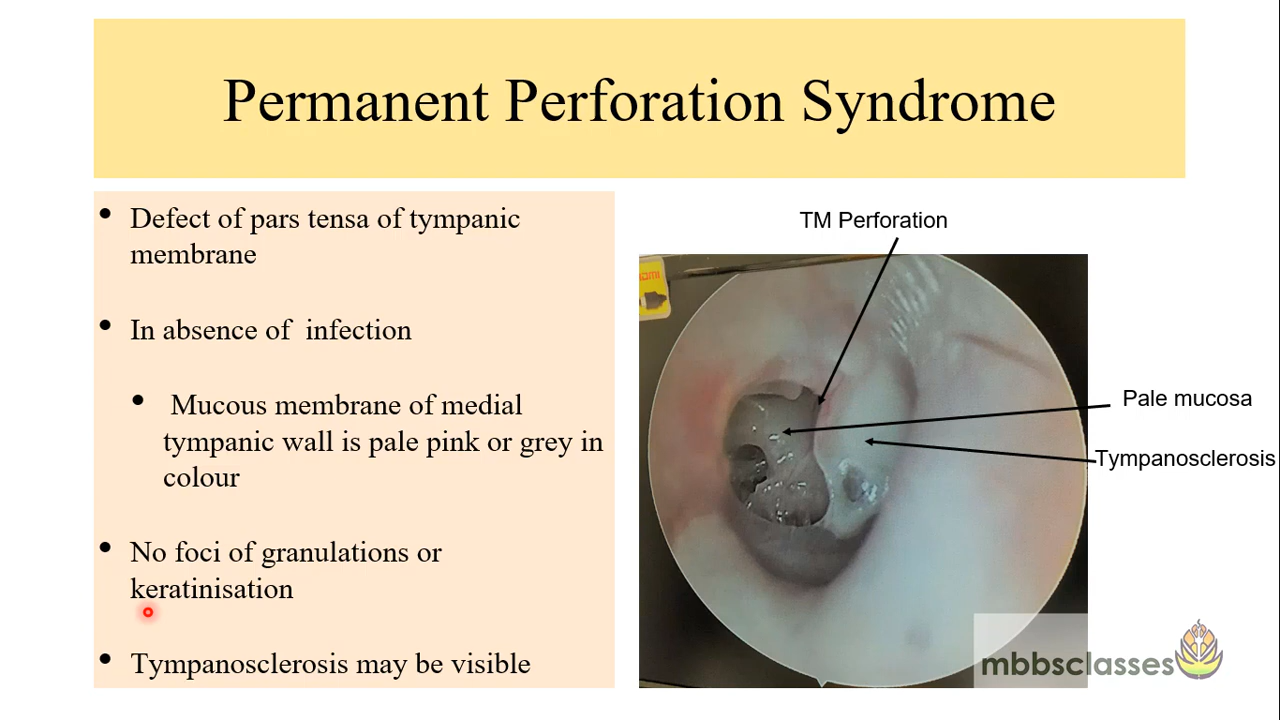 Permanent Perforation Syndrome
• Defect of pars tensa of tympanic
membrane
• In absence of infection
• Mucous membrane of medial
tympanic wall is pale pink or grey in
colour
• No foci of granulations or
keratinisation
• Tympanosclerosis may be visible
TM Perforation
Pale mucosa
Tympanosclerosis
mbbsclasses